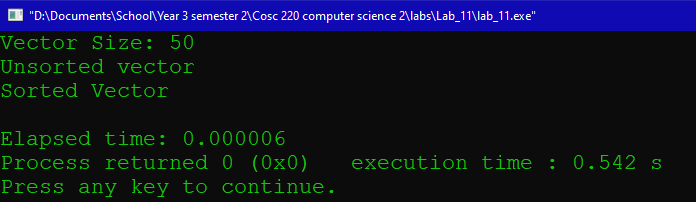 "D:\Documents\School\Year 3 semester 2\Cosc 220 computer science 2\labs\Lab_11\lab_11.exe"
Vector Size: 50
Unsorted vector
Sorted Vector
Elapsed time: 0.000006
Process returned 0 (0x0)   execution time : 0.542 s
Press any key to continue.